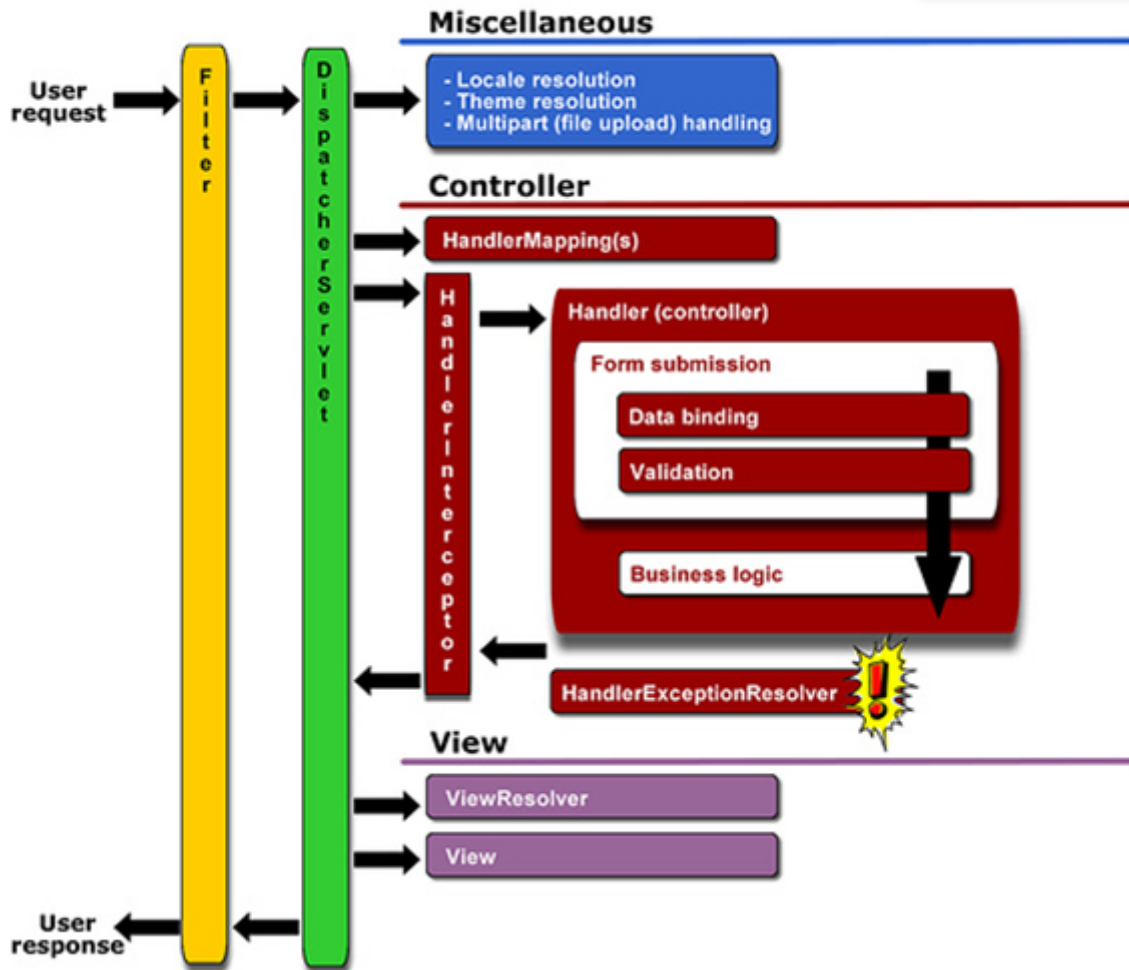 Miscellaneous
User
request
Filter
DispatcherServlet
- Locale resolution
- Theme resolution
- Multipart (file upload) handling
Controller
HandlerMapping(s)
HandlerInterceptor
Handler (controller)
Form submission
Data binding
Validation
Business logic
HandlerExceptionResolver
!
View
ViewResolver
View
User
response